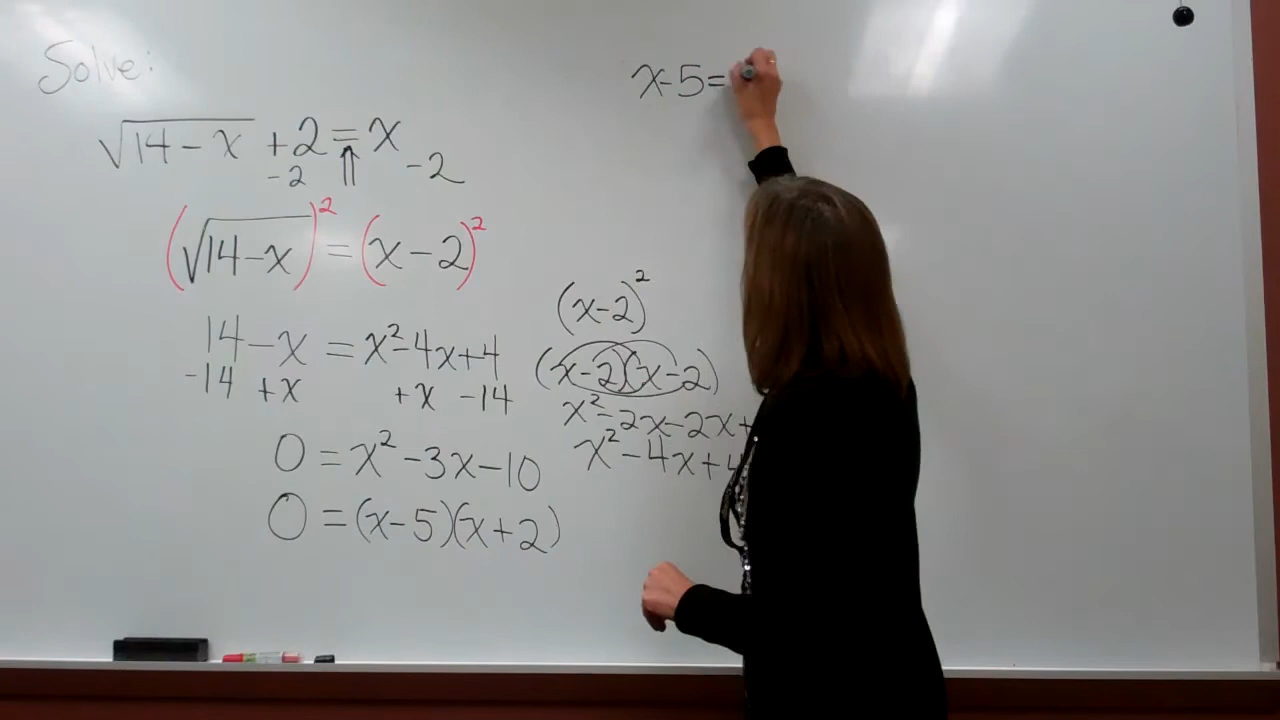 Solve:
√14-x +2 = x
-2 ⇑ -2
(√14-x)² = (x-2)²
14-x = x²-4x+4
-14 +x +x -14
0 = x²-3x-10
0 = (x-5)(x+2)
x-5=
(x-2)²
(x-2)(x-2)
x²-2x-2x+
x²-4x+4